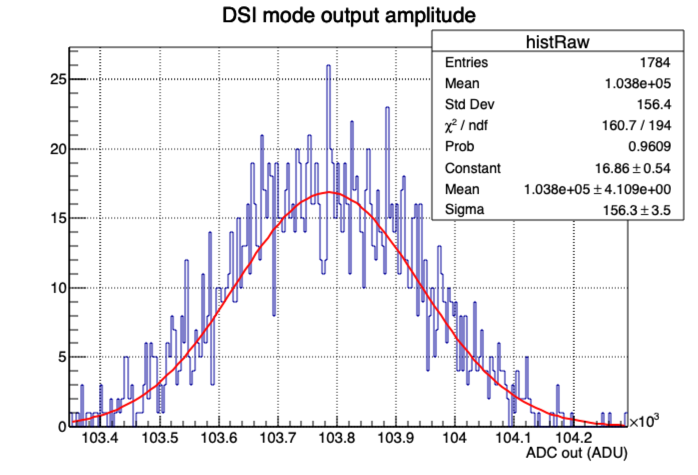 DSI mode output amplitude
histRaw
Entries 1784
Mean 1.038e+05
Std Dev 156.4
χ² / ndf 160.7 / 194
Prob 0.9609
Constant 16.86 ± 0.54
Mean 1.038e+05 ± 4.109e+00
Sigma 156.3 ± 3.5
25
20
15
10
5
0
103.4 103.5 103.6 103.7 103.8 103.9 104 104.1 104.2 ×10³
ADC out (ADU)